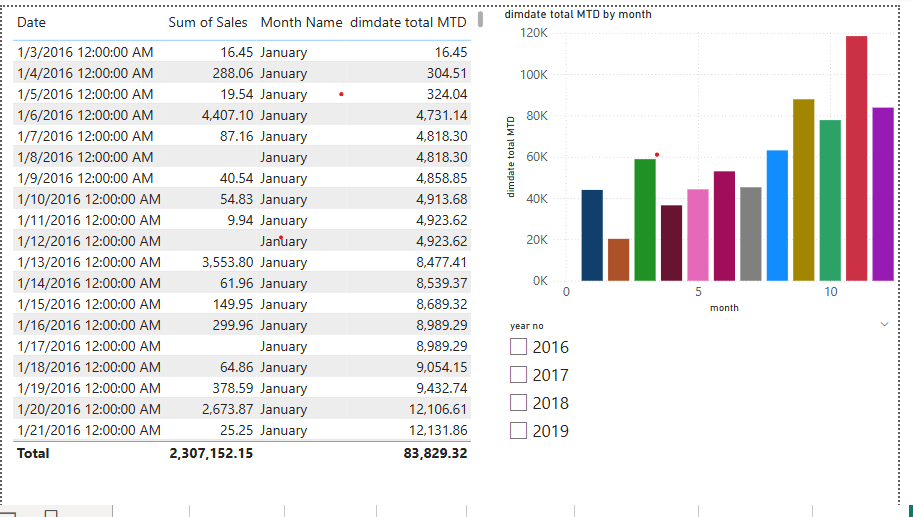 Date Sum of Sales Month Name dimdate total MTD
1/3/2016 12:00:00 AM 16.45 January 16.45
1/4/2016 12:00:00 AM 288.06 January 304.51
1/5/2016 12:00:00 AM 19.54 January 324.04
1/6/2016 12:00:00 AM 4,407.10 January 4,731.14
1/7/2016 12:00:00 AM 87.16 January 4,818.30
1/8/2016 12:00:00 AM January 4,818.30
1/9/2016 12:00:00 AM 40.54 January 4,858.85
1/10/2016 12:00:00 AM 54.83 January 4,913.68
1/11/2016 12:00:00 AM 9.94 January 4,923.62
1/12/2016 12:00:00 AM January 4,923.62
1/13/2016 12:00:00 AM 3,553.80 January 8,477.41
1/14/2016 12:00:00 AM 61.96 January 8,539.37
1/15/2016 12:00:00 AM 149.95 January 8,689.32
1/16/2016 12:00:00 AM 299.96 January 8,989.29
1/17/2016 12:00:00 AM January 8,989.29
1/18/2016 12:00:00 AM 64.86 January 9,054.15
1/19/2016 12:00:00 AM 378.59 January 9,432.74
1/20/2016 12:00:00 AM 2,673.87 January 12,106.61
1/21/2016 12:00:00 AM 25.25 January 12,131.86
Total 2,307,152.15 83,829.32
dimdate total MTD by month
dimdate total MTD
120K
100K
80K
60K
40K
20K
0K
0 5 10
month
year no
2016
2017
2018
2019